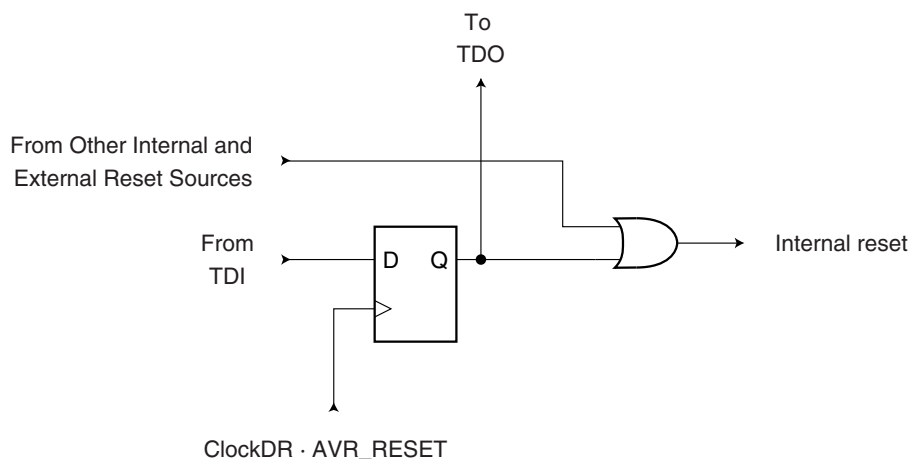 To
TDO
From Other Internal and
External Reset Sources
From
TDI
D Q
Internal reset
ClockDR · AVR_RESET